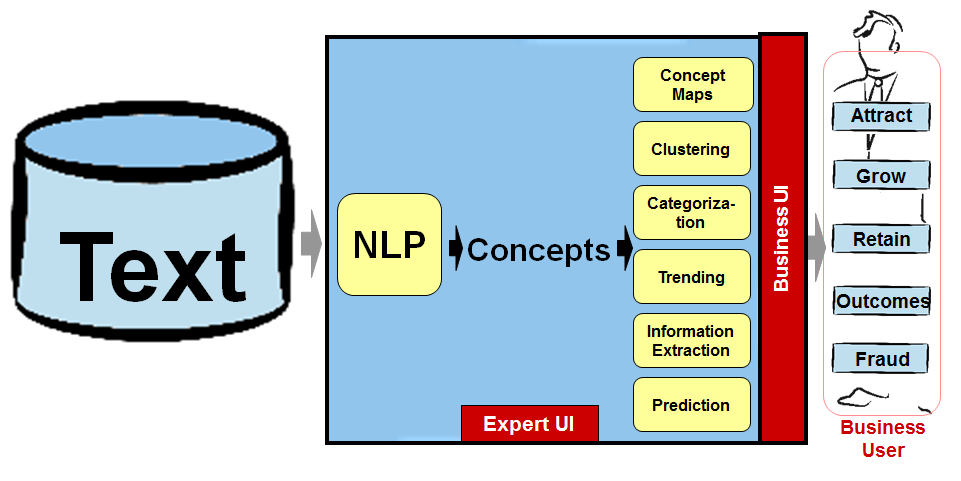 Text
NLP
Concepts
Concept
Maps
Clustering
Categoriza-
tion
Trending
Information
Extraction
Prediction
Expert UI
Business UI
Attract
Grow
Retain
Outcomes
Fraud
Business
User